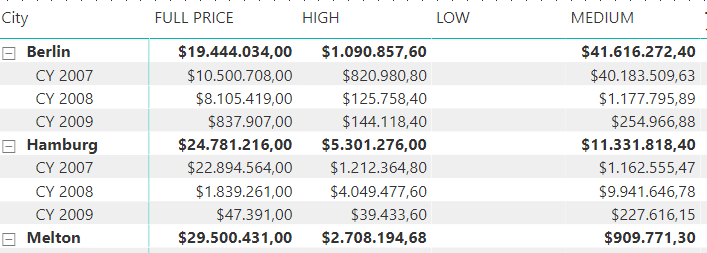 City FULL PRICE HIGH LOW MEDIUM
Berlin $19.444.034,00 $1.090.857,60 $41.616.272,40
CY 2007 $10.500.708,00 $820.980,80 $40.183.509,63
CY 2008 $8.105.419,00 $125.758,40 $1.177.795,89
CY 2009 $837.907,00 $144.118,40 $254.966,88
Hamburg $24.781.216,00 $5.301.276,00 $11.331.818,40
CY 2007 $22.894.564,00 $1.212.364,80 $1.162.555,47
CY 2008 $1.839.261,00 $4.049.477,60 $9.941.646,78
CY 2009 $47.391,00 $39.433,60 $227.616,15
Melton $29.500.431,00 $2.708.194,68 $909.771,30